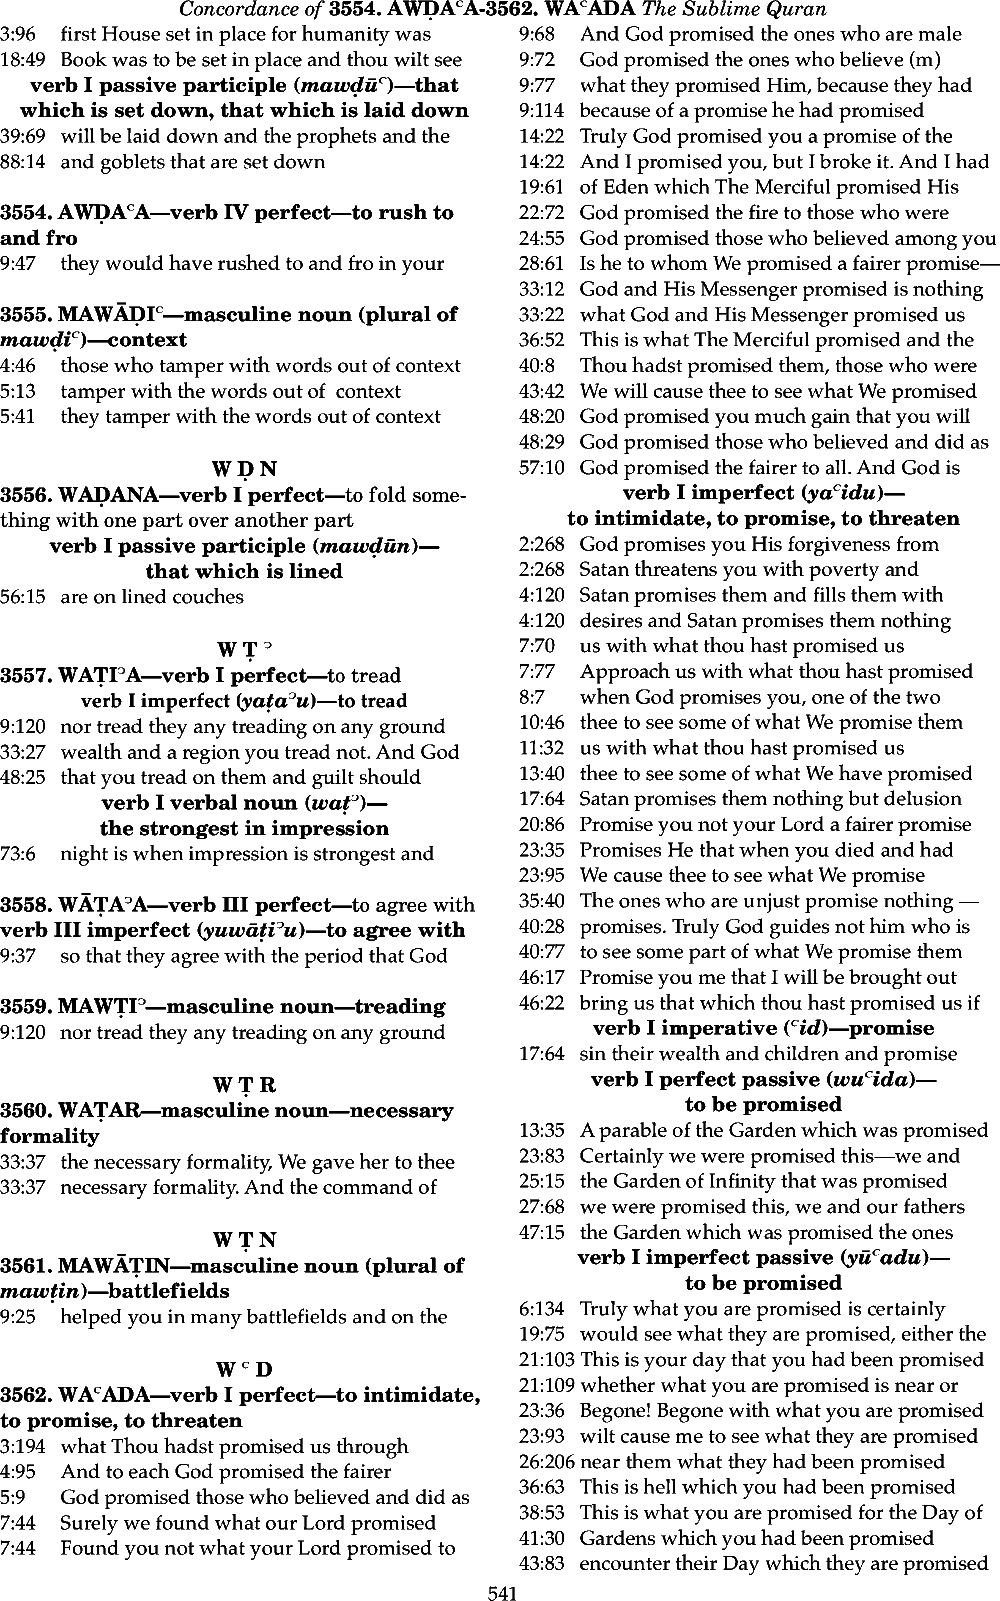 Concordance of 3554. AWḌAᶜA-3562. WAᶜADA The Sublime Quran
3:96 first House set in place for humanity was
18:49 Book was to be set in place and thou wilt see
verb I passive participle (mawḍūᶜ)—that
which is set down, that which is laid down
39:69 will be laid down and the prophets and the
88:14 and goblets that are set down
3554. AWḌAᶜA—verb IV perfect—to rush to
and fro
9:47 they would have rushed to and fro in your
3555. MAWĀḌIᶜ—masculine noun (plural of
mawḍiᶜ)—context
4:46 those who tamper with words out of context
5:13 tamper with the words out of context
5:41 they tamper with the words out of context
W Ḍ N
3556. WAḌANA—verb I perfect—to fold some-
thing with one part over another part
verb I passive participle (mawḍūn)—
that which is lined
56:15 are on lined couches
W Ṭ ᵓ
3557. WAṬIᵓA—verb I perfect—to tread
verb I imperfect (yaṭaᵓu)—to tread
9:120 nor tread they any treading on any ground
33:27 wealth and a region you tread not. And God
48:25 that you tread on them and guilt should
verb I verbal noun (waṭᵓ)—
the strongest in impression
73:6 night is when impression is strongest and
3558. WĀṬAᵓA—verb III perfect—to agree with
verb III imperfect (yuwāṭiᵓu)—to agree with
9:37 so that they agree with the period that God
3559. MAWṬIᵓ—masculine noun—treading
9:120 nor tread they any treading on any ground
W Ṭ R
3560. WAṬAR—masculine noun—necessary
formality
33:37 the necessary formality, We gave her to thee
33:37 necessary formality. And the command of
W Ṭ N
3561. MAWĀṬIN—masculine noun (plural of
mawṭin)—battlefields
9:25 helped you in many battlefields and on the
W ᶜ D
3562. WAᶜADA—verb I perfect—to intimidate,
to promise, to threaten
3:194 what Thou hadst promised us through
4:95 And to each God promised the fairer
5:9 God promised those who believed and did as
7:44 Surely we found what our Lord promised
7:44 Found you not what your Lord promised to
9:68 And God promised the ones who are male
9:72 God promised the ones who believe (m)
9:77 what they promised Him, because they had
9:114 because of a promise he had promised
14:22 Truly God promised you a promise of the
14:22 And I promised you, but I broke it. And I had
19:61 of Eden which The Merciful promised His
22:72 God promised the fire to those who were
24:55 God promised those who believed among you
28:61 Is he to whom We promised a fairer promise—
33:12 God and His Messenger promised is nothing
33:22 what God and His Messenger promised us
36:52 This is what The Merciful promised and the
40:8 Thou hadst promised them, those who were
43:42 We will cause thee to see what We promised
48:20 God promised you much gain that you will
48:29 God promised those who believed and did as
57:10 God promised the fairer to all. And God is
verb I imperfect (yaᶜidu)—
to intimidate, to promise, to threaten
2:268 God promises you His forgiveness from
2:268 Satan threatens you with poverty and
4:120 Satan promises them and fills them with
4:120 desires and Satan promises them nothing
7:70 us with what thou hast promised us
7:77 Approach us with what thou hast promised
8:7 when God promises you, one of the two
10:46 thee to see some of what We promise them
11:32 us with what thou hast promised us
13:40 thee to see some of what We have promised
17:64 Satan promises them nothing but delusion
20:86 Promise you not your Lord a fairer promise
23:35 Promises He that when you died and had
23:95 We cause thee to see what We promise
35:40 The ones who are unjust promise nothing —
40:28 promises. Truly God guides not him who is
40:77 to see some part of what We promise them
46:17 Promise you me that I will be brought out
46:22 bring us that which thou hast promised us if
verb I imperative (ᶜid)—promise
17:64 sin their wealth and children and promise
verb I perfect passive (wuᶜida)—
to be promised
13:35 A parable of the Garden which was promised
23:83 Certainly we were promised this—we and
25:15 the Garden of Infinity that was promised
27:68 we were promised this, we and our fathers
47:15 the Garden which was promised the ones
verb I imperfect passive (yūᶜadu)—
to be promised
6:134 Truly what you are promised is certainly
19:75 would see what they are promised, either the
21:103 This is your day that you had been promised
21:109 whether what you are promised is near or
23:36 Begone! Begone with what you are promised
23:93 wilt cause me to see what they are promised
26:206 near them what they had been promised
36:63 This is hell which you had been promised
38:53 This is what you are promised for the Day of
41:30 Gardens which you had been promised
43:83 encounter their Day which they are promised
541